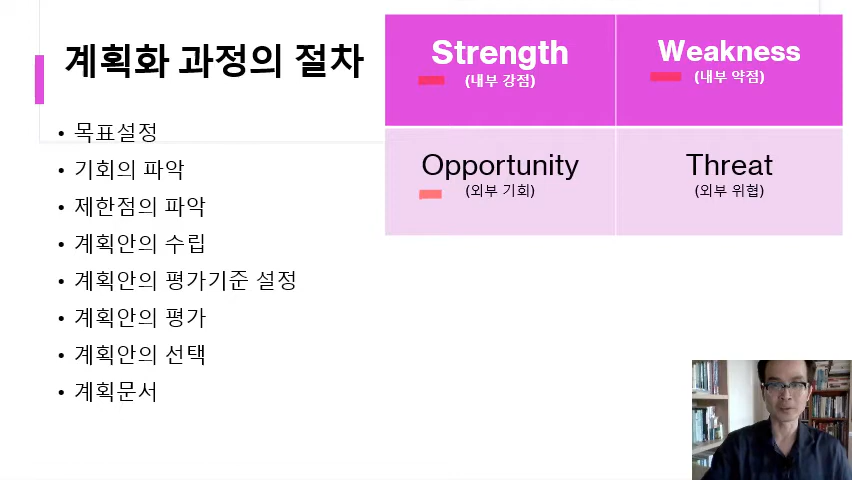 계획화 과정의 절차
• 목표설정
• 기회의 파악
• 제한점의 파악
• 계획안의 수립
• 계획안의 평가기준 설정
• 계획안의 평가
• 계획안의 선택
• 계획문서
Strength
(내부 강점)
Weakness
(내부 약점)
Opportunity
(외부 기회)
Threat
(외부 위협)